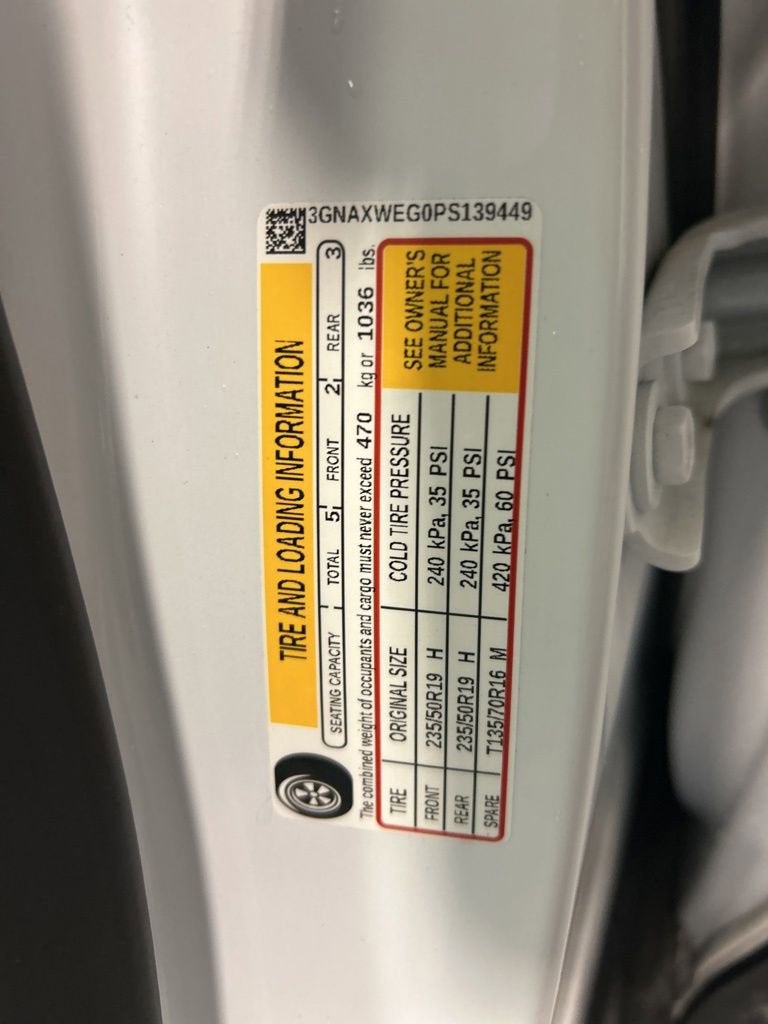 3GNAXWEG0PS139449
TIRE AND LOADING INFORMATION
SEATING CAPACITY TOTAL 5 FRONT 2 REAR 3
The combined weight of occupants and cargo must never exceed 470 kg or 1036 lbs.
TIRE ORIGINAL SIZE COLD TIRE PRESSURE
FRONT 235/50R19 H 240 kPa, 35 PSI
REAR 235/50R19 H 240 kPa, 35 PSI
SPARE T135/70R16 M 420 kPa, 60 PSI
SEE OWNER'S
MANUAL FOR
ADDITIONAL
INFORMATION